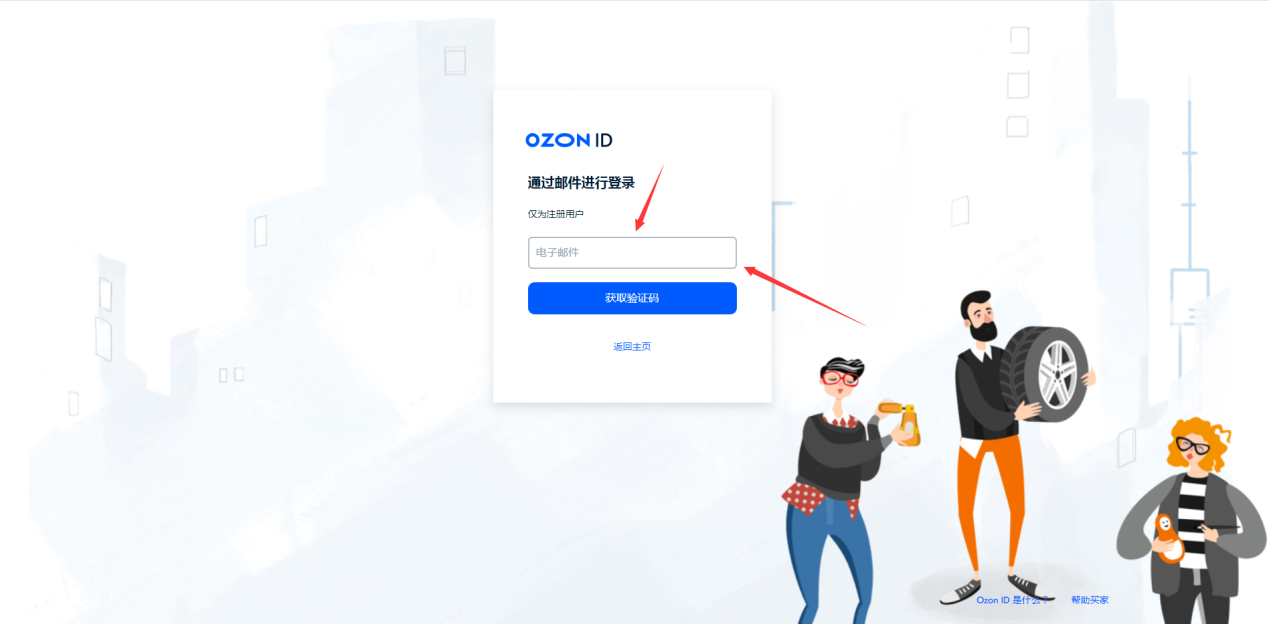 OZON ID
通过邮件进行登录
仅为注册用户
电子邮件
获取验证码
返回主页
Ozon ID 是什么？ 帮助买家